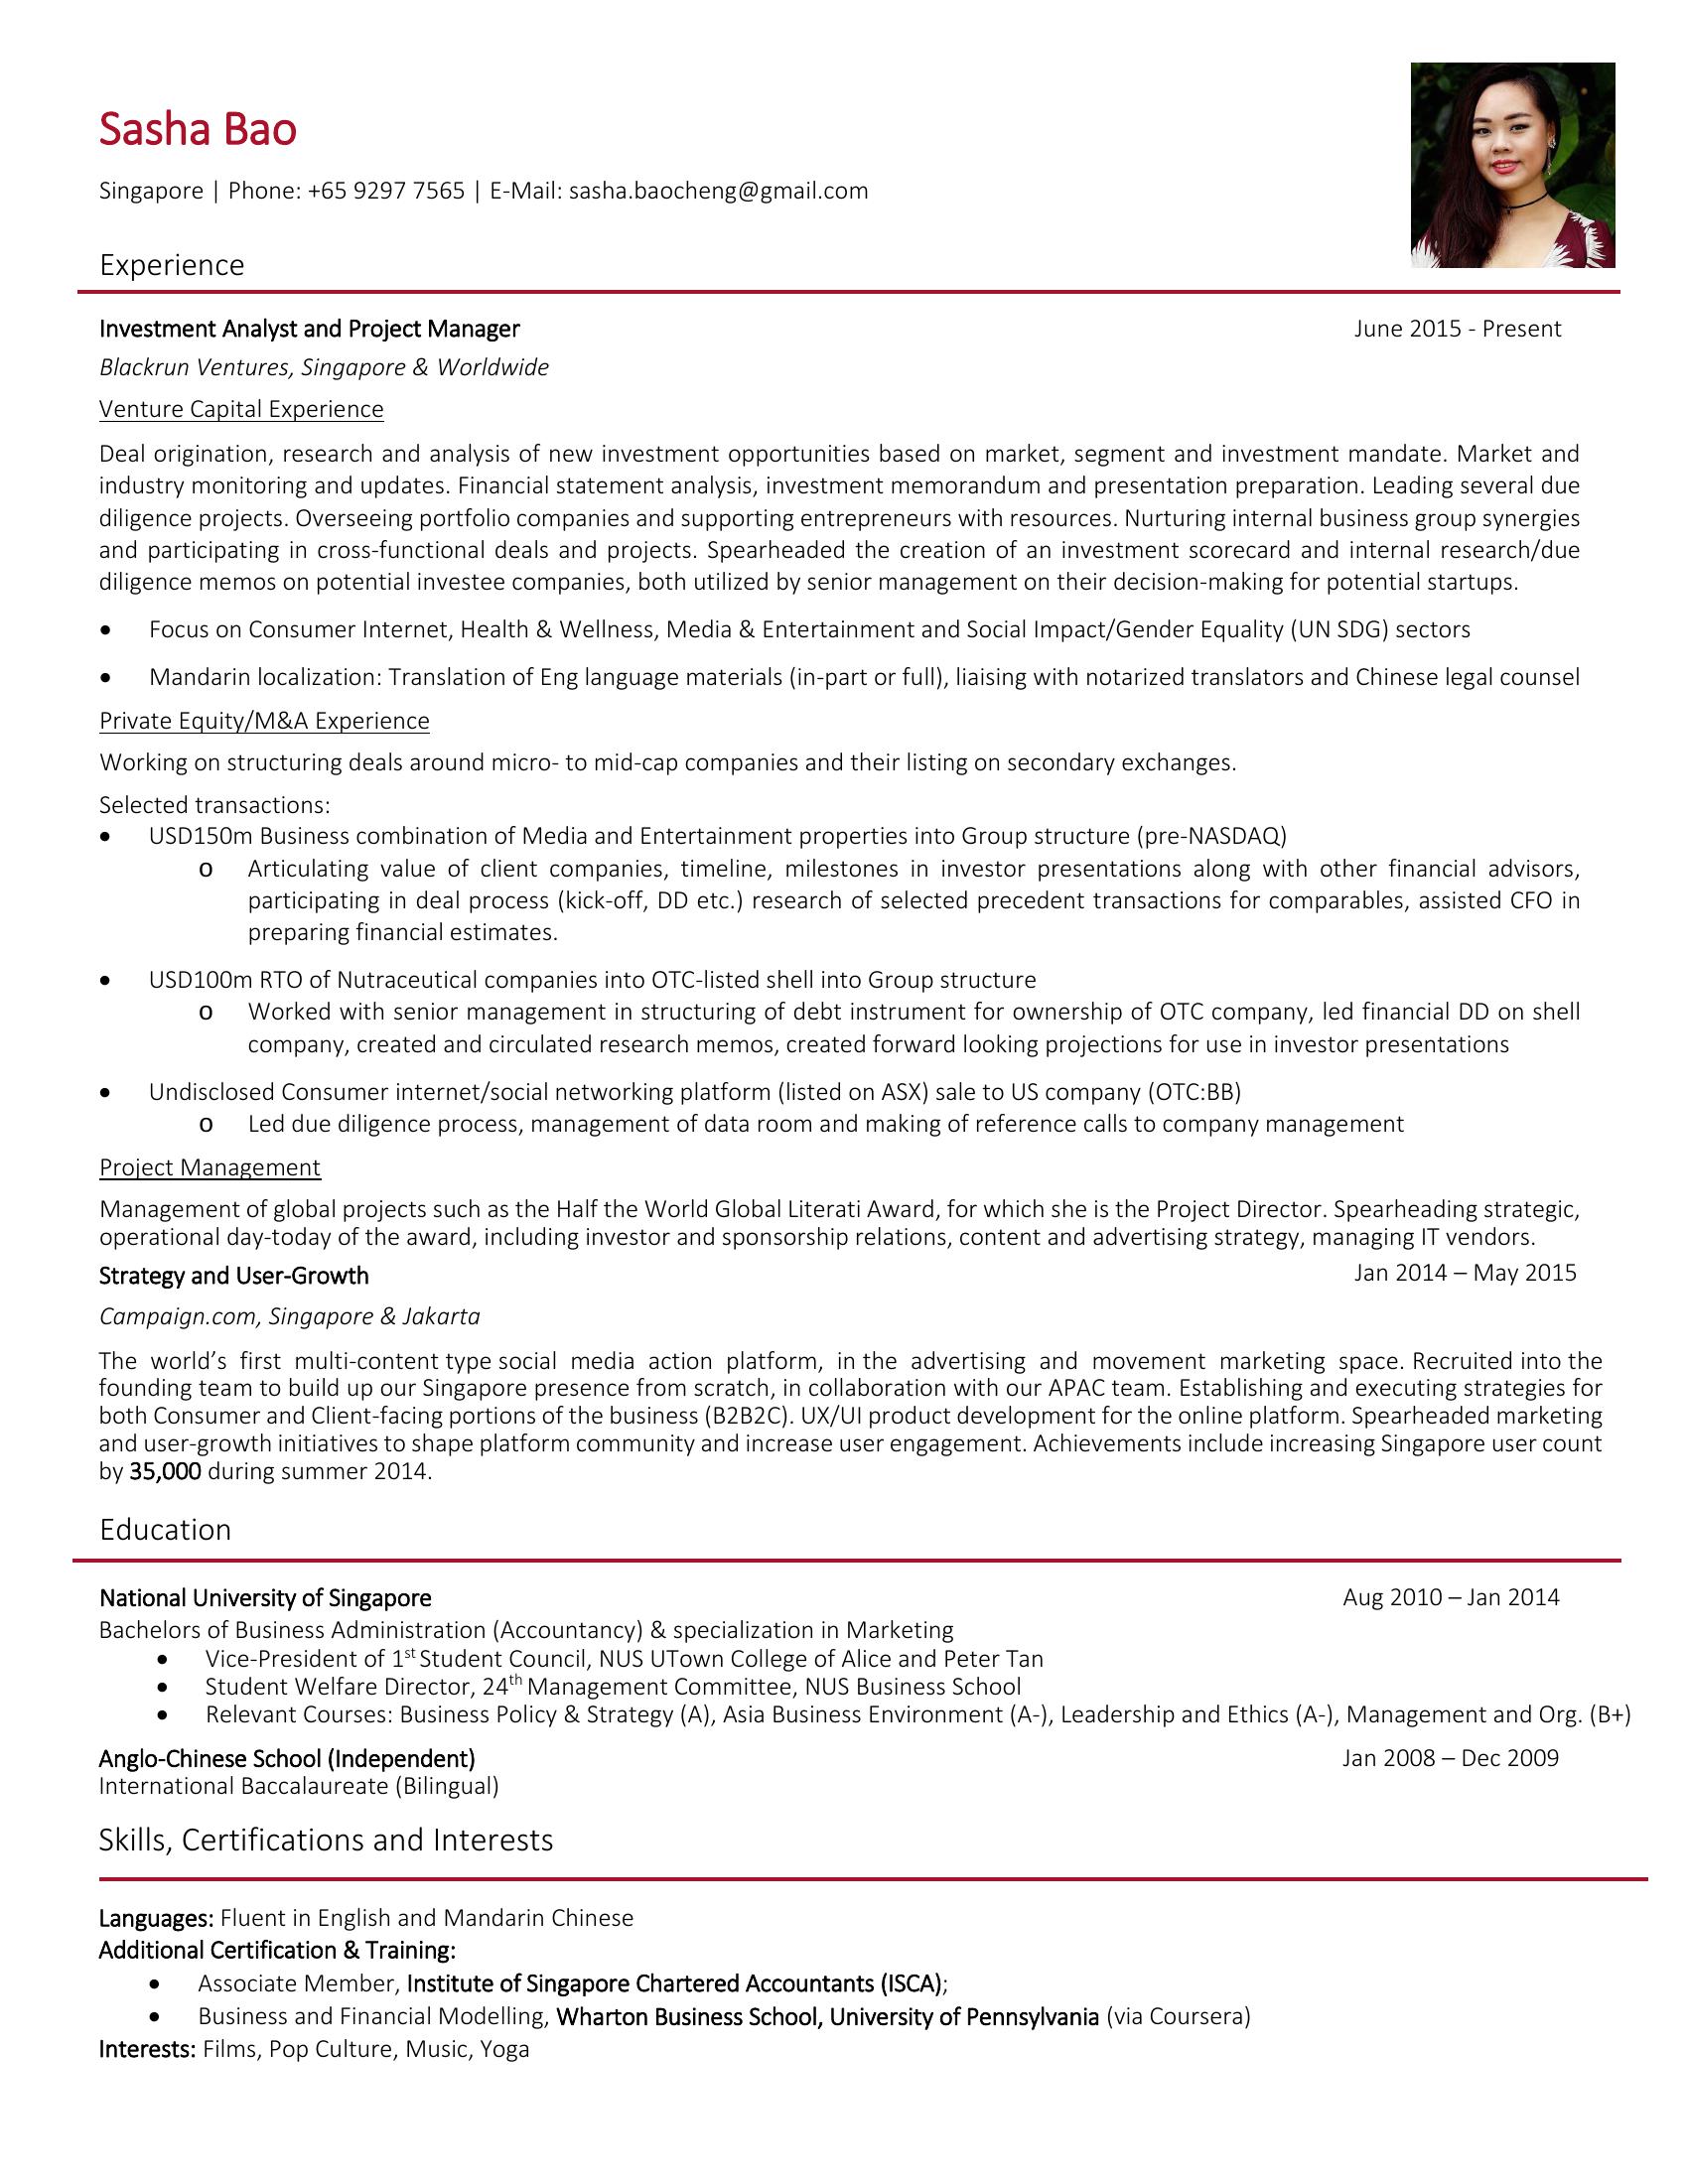 Sasha Bao
Singapore | Phone: +65 9297 7565 | E-Mail: sasha.baocheng@gmail.com
Experience
Investment Analyst and Project Manager June 2015 - Present
Blackrun Ventures, Singapore & Worldwide
Venture Capital Experience
Deal origination, research and analysis of new investment opportunities based on market, segment and investment mandate. Market and
industry monitoring and updates. Financial statement analysis, investment memorandum and presentation preparation. Leading several due
diligence projects. Overseeing portfolio companies and supporting entrepreneurs with resources. Nurturing internal business group synergies
and participating in cross-functional deals and projects. Spearheaded the creation of an investment scorecard and internal research/due
diligence memos on potential investee companies, both utilized by senior management on their decision-making for potential startups.
• Focus on Consumer Internet, Health & Wellness, Media & Entertainment and Social Impact/Gender Equality (UN SDG) sectors
• Mandarin localization: Translation of Eng language materials (in-part or full), liaising with notarized translators and Chinese legal counsel
Private Equity/M&A Experience
Working on structuring deals around micro- to mid-cap companies and their listing on secondary exchanges.
Selected transactions:
• USD150m Business combination of Media and Entertainment properties into Group structure (pre-NASDAQ)
o Articulating value of client companies, timeline, milestones in investor presentations along with other financial advisors,
participating in deal process (kick-off, DD etc.) research of selected precedent transactions for comparables, assisted CFO in
preparing financial estimates.
• USD100m RTO of Nutraceutical companies into OTC-listed shell into Group structure
o Worked with senior management in structuring of debt instrument for ownership of OTC company, led financial DD on shell
company, created and circulated research memos, created forward looking projections for use in investor presentations
• Undisclosed Consumer internet/social networking platform (listed on ASX) sale to US company (OTC:BB)
o Led due diligence process, management of data room and making of reference calls to company management
Project Management
Management of global projects such as the Half the World Global Literati Award, for which she is the Project Director. Spearheading strategic,
operational day-today of the award, including investor and sponsorship relations, content and advertising strategy, managing IT vendors.
Strategy and User-Growth Jan 2014 – May 2015
Campaign.com, Singapore & Jakarta
The world’s first multi-content type social media action platform, in the advertising and movement marketing space. Recruited into the
founding team to build up our Singapore presence from scratch, in collaboration with our APAC team. Establishing and executing strategies for
both Consumer and Client-facing portions of the business (B2B2C). UX/UI product development for the online platform. Spearheaded marketing
and user-growth initiatives to shape platform community and increase user engagement. Achievements include increasing Singapore user count
by 35,000 during summer 2014.
Education
National University of Singapore Aug 2010 – Jan 2014
Bachelors of Business Administration (Accountancy) & specialization in Marketing
• Vice-President of 1st Student Council, NUS UTown College of Alice and Peter Tan
• Student Welfare Director, 24th Management Committee, NUS Business School
• Relevant Courses: Business Policy & Strategy (A), Asia Business Environment (A-), Leadership and Ethics (A-), Management and Org. (B+)
Anglo-Chinese School (Independent) Jan 2008 – Dec 2009
International Baccalaureate (Bilingual)
Skills, Certifications and Interests
Languages: Fluent in English and Mandarin Chinese
Additional Certification & Training:
• Associate Member, Institute of Singapore Chartered Accountants (ISCA);
• Business and Financial Modelling, Wharton Business School, University of Pennsylvania (via Coursera)
Interests: Films, Pop Culture, Music, Yoga